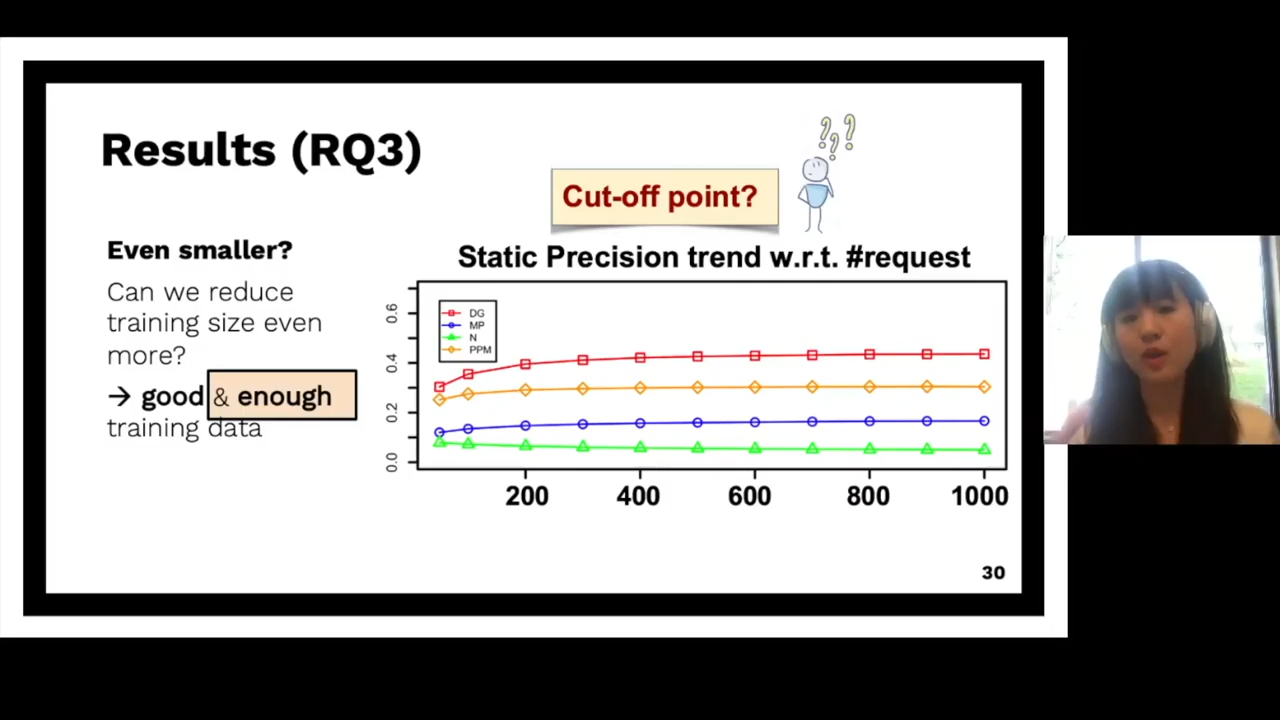 Results (RQ3)
???
Cut-off point?
Even smaller?
Can we reduce
training size even
more?
→ good & enough
training data
Static Precision trend w.r.t. #request
DG
MP
N
PPM
0.6
0.4
0.2
0.0
200 400 600 800 1000
30